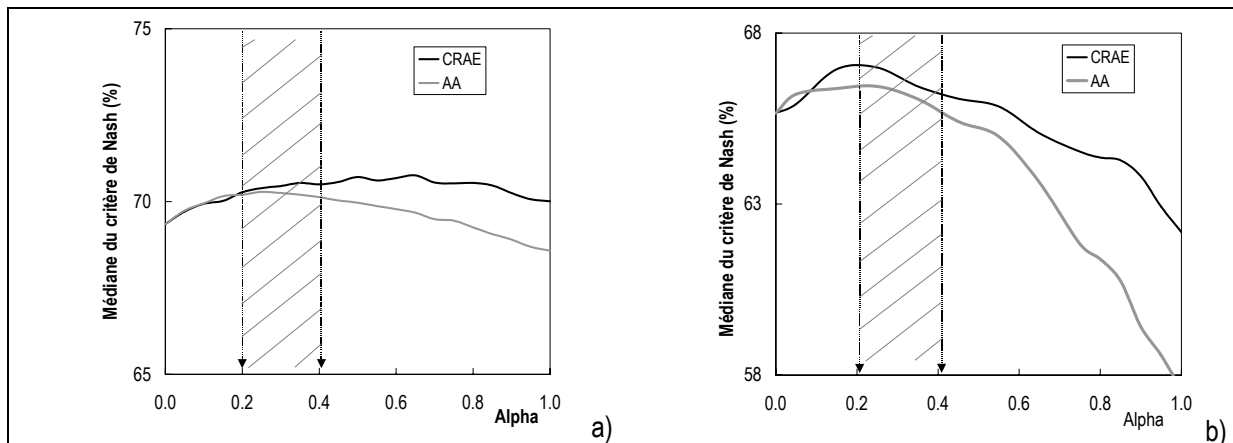 75
70
65
Médiane du critère de Nash (%)
CRAE
AA
0.0 0.2 0.4 0.6 0.8 1.0
Alpha
a)
68
63
58
Médiane du critère de Nash (%)
CRAE
AA
0.0 0.2 0.4 0.6 0.8 1.0
Alpha
b)